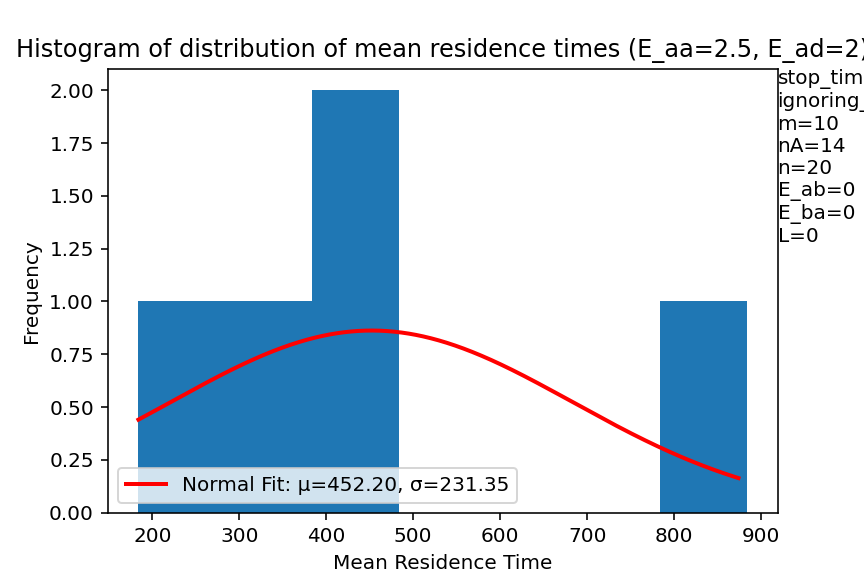 Histogram of distribution of mean residence times (E_aa=2.5, E_ad=2)
stop_tim
ignoring_
m=10
nA=14
n=20
E_ab=0
E_ba=0
L=0
2.00
1.75
1.50
1.25
1.00
0.75
0.50
0.25
0.00
Frequency
Normal Fit: μ=452.20, σ=231.35
200 300 400 500 600 700 800 900
Mean Residence Time